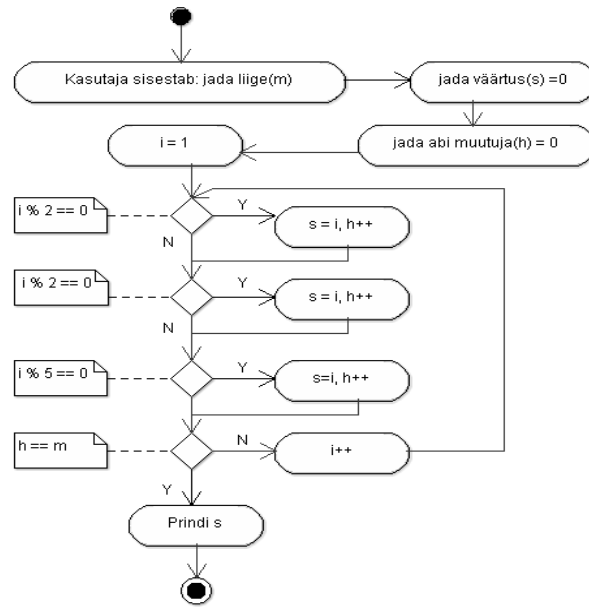 Kasutaja sisestab: jada liige(m)
jada väärtus(s) =0
i = 1
jada abi muutuja(h) = 0
i % 2 == 0
Y
s = i, h++
N
i % 2 == 0
Y
s = i, h++
N
i % 5 == 0
Y
s=i, h++
h == m
N
i++
Y
Prindi s